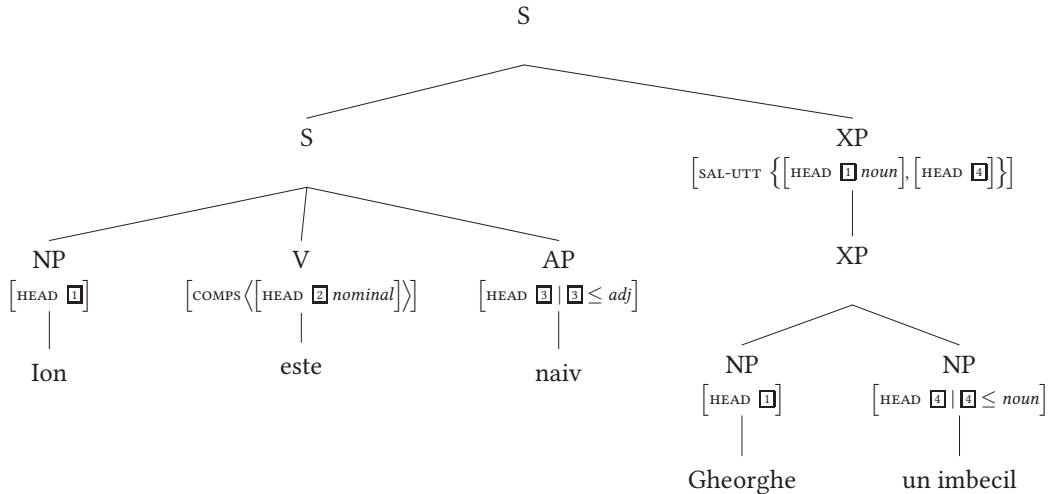 S
S XP
[SAL-UTT {[HEAD 1 noun], [HEAD 4]}]
NP V AP XP
[HEAD 1] [COMPS⟨[HEAD 2 nominal]⟩] [HEAD 3 | 3 ≤ adj]
Ion este naiv
NP NP
[HEAD 1] [HEAD 4 | 4 ≤ noun]
Gheorghe un imbecil